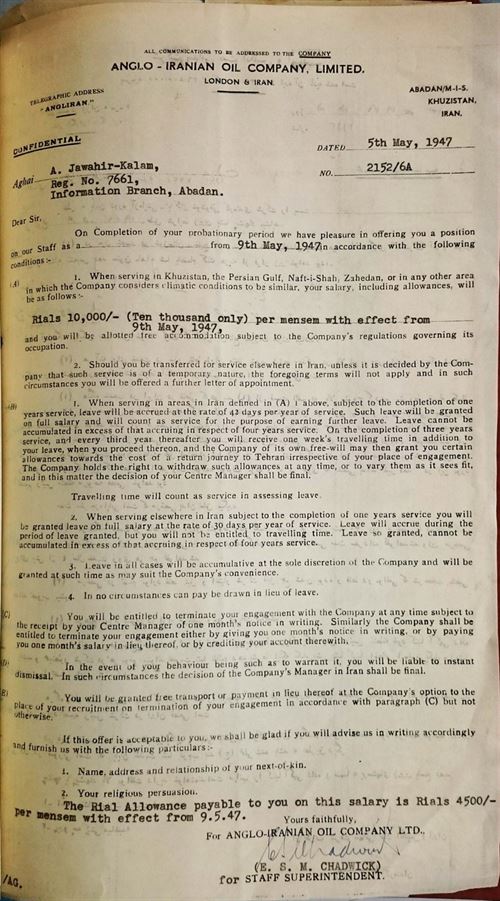 ALL COMMUNICATIONS TO BE ADDRESSED TO THE COMPANY
ANGLO - IRANIAN OIL COMPANY, LIMITED.
LONDON & IRAN.
TELEGRAPHIC ADDRESS
"ANGLIRAN."
ABADAN/M-I-S.
KHUZISTAN,
IRAN.
CONFIDENTIAL
DATED 5th May, 1947
NO. 2152/6A
Aghai A. Jawahir-Kalam,
Reg. No. 7661,
Information Branch, Abadan.
Dear Sir,
On Completion of your probationary period we have pleasure in offering you a position
on our Staff as a from 9th May, 1947 in accordance with the following
conditions :-
(A) 1. When serving in Khuzistan, the Persian Gulf, Naft-i-Shah, Zahedan, or in any other area
in which the Company considers climatic conditions to be similar, your salary, including allowances, will
be as follows :-
Rials 10,000/- (Ten thousand only) per mensem with effect from
9th May, 1947,
and you will be allotted free accommodation subject to the Company's regulations governing its
occupation.
2. Should you be transferred for service elsewhere in Iran, unless it is decided by the Com-
pany that such service is of a temporary nature, the foregoing terms will not apply and in such
circumstances you will be offered a further letter of appointment.
(B) 1. When serving in areas in Iran defined in (A) 1 above, subject to the completion of one
years service, leave will be accrued at the rate of 42 days per year of service. Such leave will be granted
on full salary and will count as service for the purpose of earning further leave. Leave cannot be
accumulated in excess of that accruing in respect of four years service. On the completion of three years
service, and every third year thereafter you will receive one week's travelling time in addition to
your leave, when you proceed thereon, and the Company of its own free-will may then grant you certain
allowances towards the cost of a return journey to Tehran irrespective of your place of engagement.
The Company holds the right to withdraw such allowances at any time, or to vary them as it sees fit,
and in this matter the decision of your Centre Manager shall be final.
Travelling time will count as service in assessing leave.
2. When serving elsewhere in Iran subject to the completion of one years service you will
be granted leave on full salary at the rate of 30 days per year of service. Leave will accrue during the
period of leave granted, but you will not be entitled to travelling time. Leave so granted, cannot be
accumulated in excess of that accruing in respect of four years service.
3. Leave in all cases will be accumulative at the sole discretion of the Company and will be
granted at such time as may suit the Company's convenience.
4. In no circumstances can pay be drawn in lieu of leave.
(C) You will be entitled to terminate your engagement with the Company at any time subject to
the receipt by your Centre Manager of one month's notice in writing. Similarly the Company shall be
entitled to terminate your engagement either by giving you one month's notice in writing, or by paying
you one month's salary in lieu thereof, or by crediting your account therewith.
(D) In the event of your behaviour being such as to warrant it, you will be liable to instant
dismissal. In such circumstances the decision of the Company's Manager in Iran shall be final.
(E) You will be granted free transport or payment in lieu thereof at the Company's option to the
place of your recruitment on termination of your engagement in accordance with paragraph (C) but not
otherwise.
If this offer is acceptable to you, we shall be glad if you will advise us in writing accordingly
and furnish us with the following particulars :-
1. Name, address and relationship of your next-of-kin.
2. Your religious persuasion.
The Rial Allowance payable to you on this salary is Rials 4500/-
per mensem with effect from 9.5.47.
Yours faithfully,
For ANGLO-IRANIAN OIL COMPANY LTD.,
(E. S. M. CHADWICK)
for STAFF SUPERINTENDENT.
/AG.